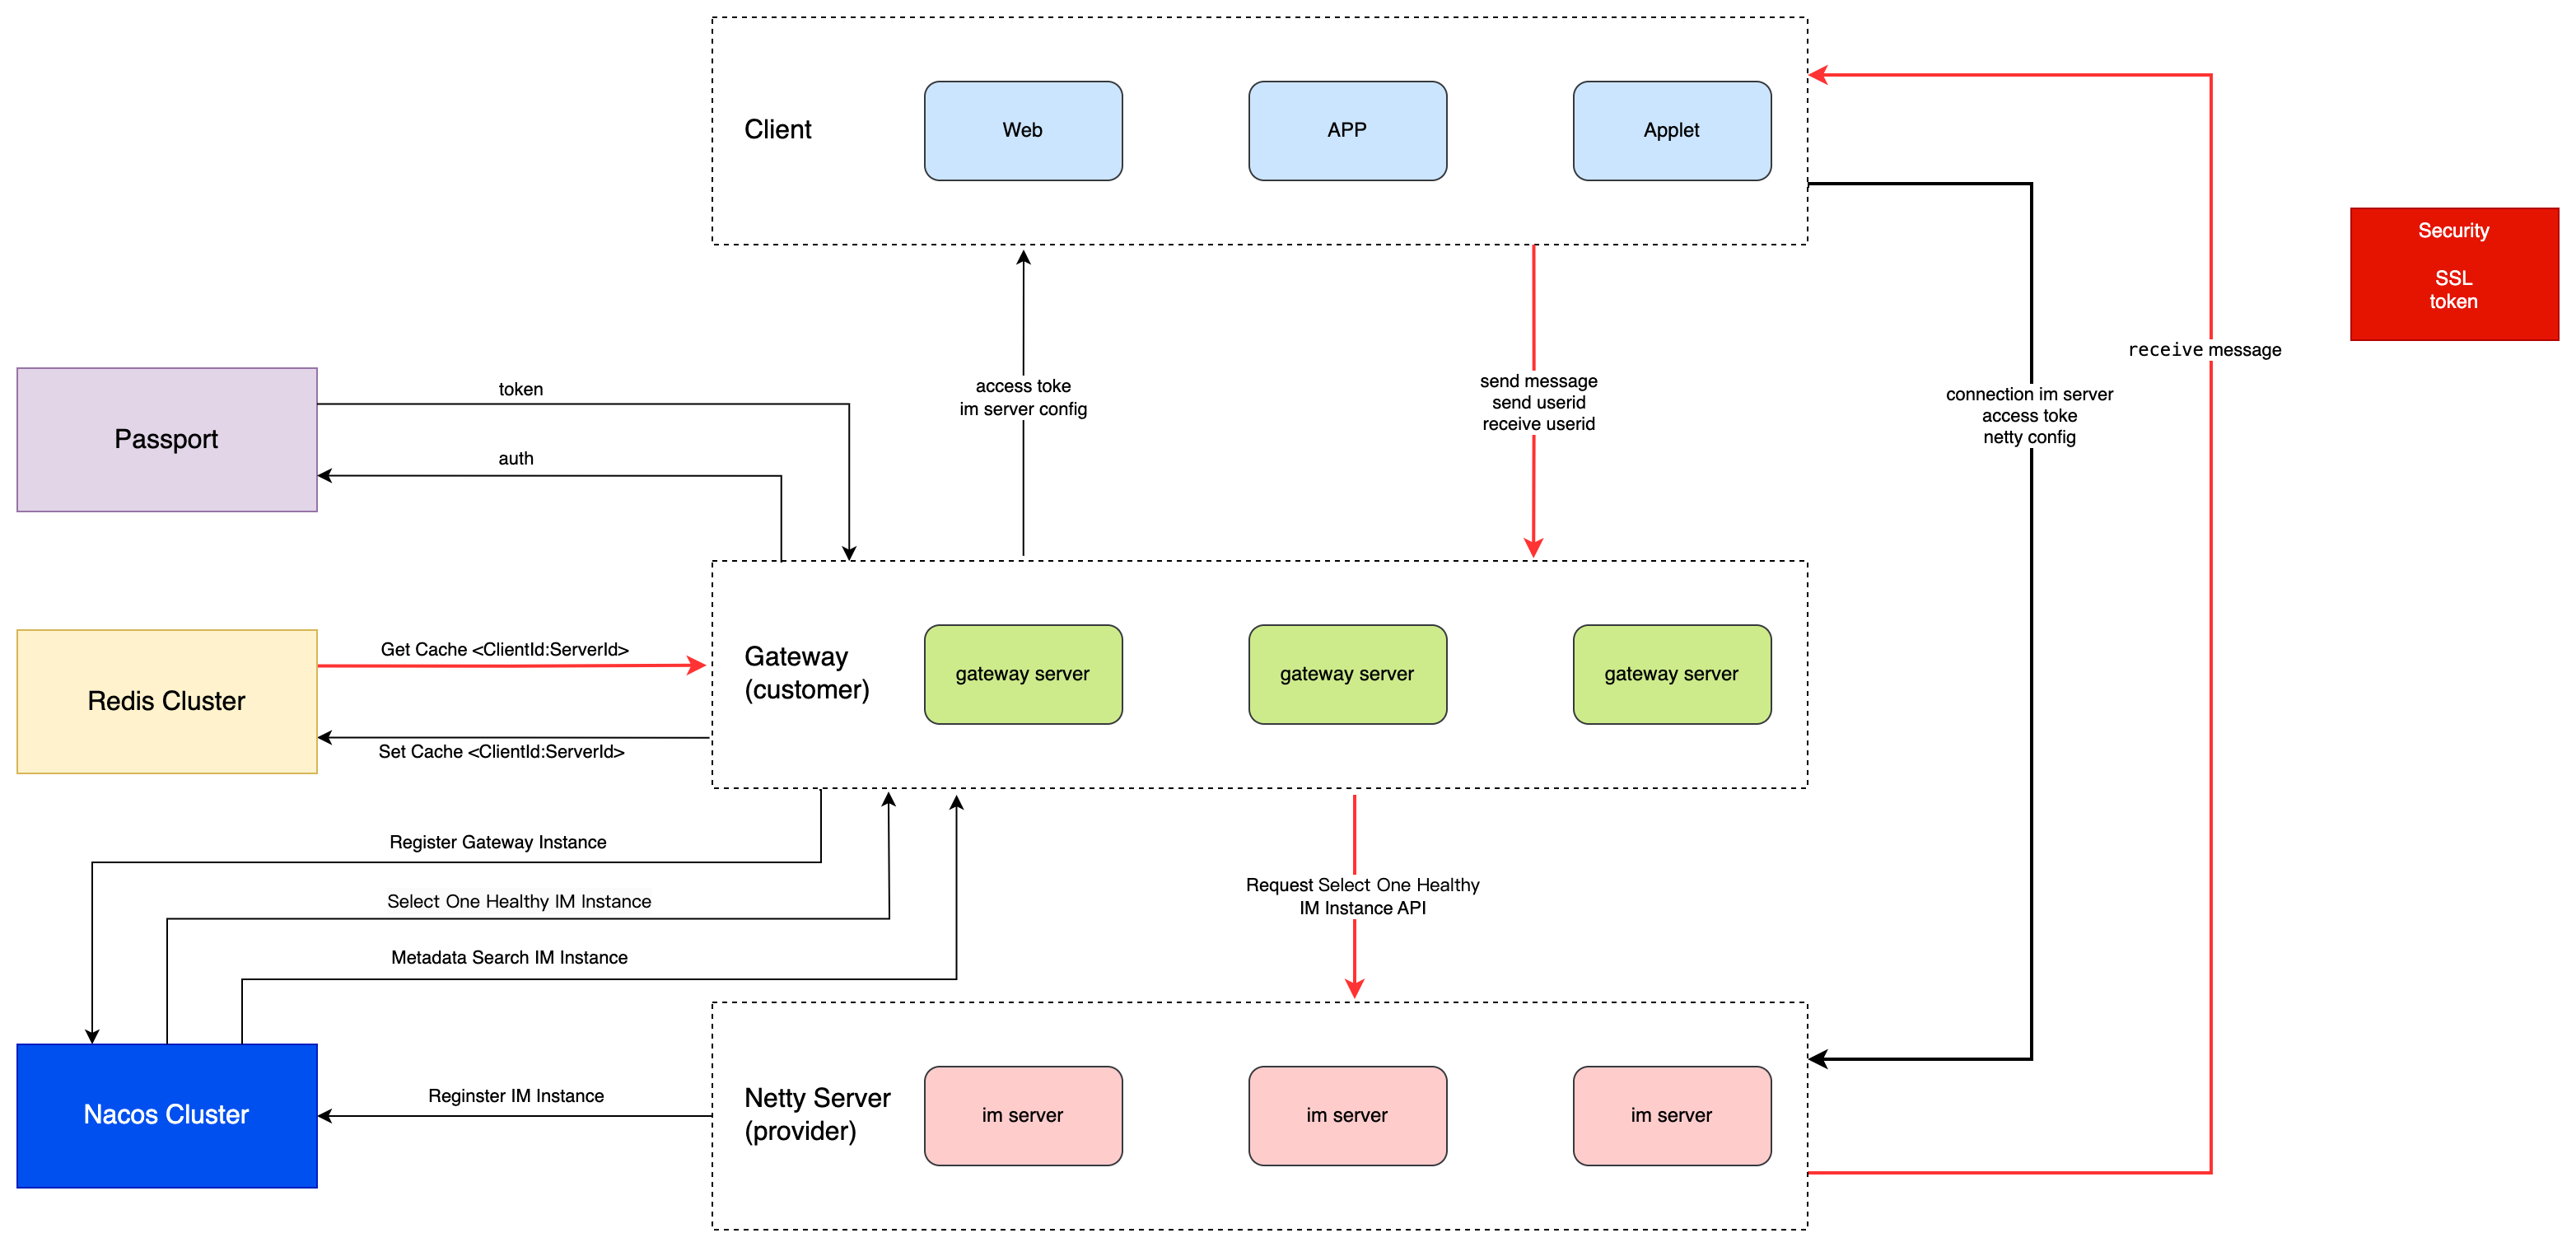 Client
Web
APP
Applet
Security
SSL
token
receive message
access toke
im server config
send message
send userid
receive userid
connection im server
access toke
netty config
Passport
token
auth
Redis Cluster
Get Cache <ClientId:ServerId>
Set Cache <ClientId:ServerId>
Gateway
(customer)
gateway server
gateway server
gateway server
Register Gateway Instance
Select One Healthy IM Instance
Metadata Search IM Instance
Request Select One Healthy
IM Instance API
Nacos Cluster
Reginster IM Instance
Netty Server
(provider)
im server
im server
im server